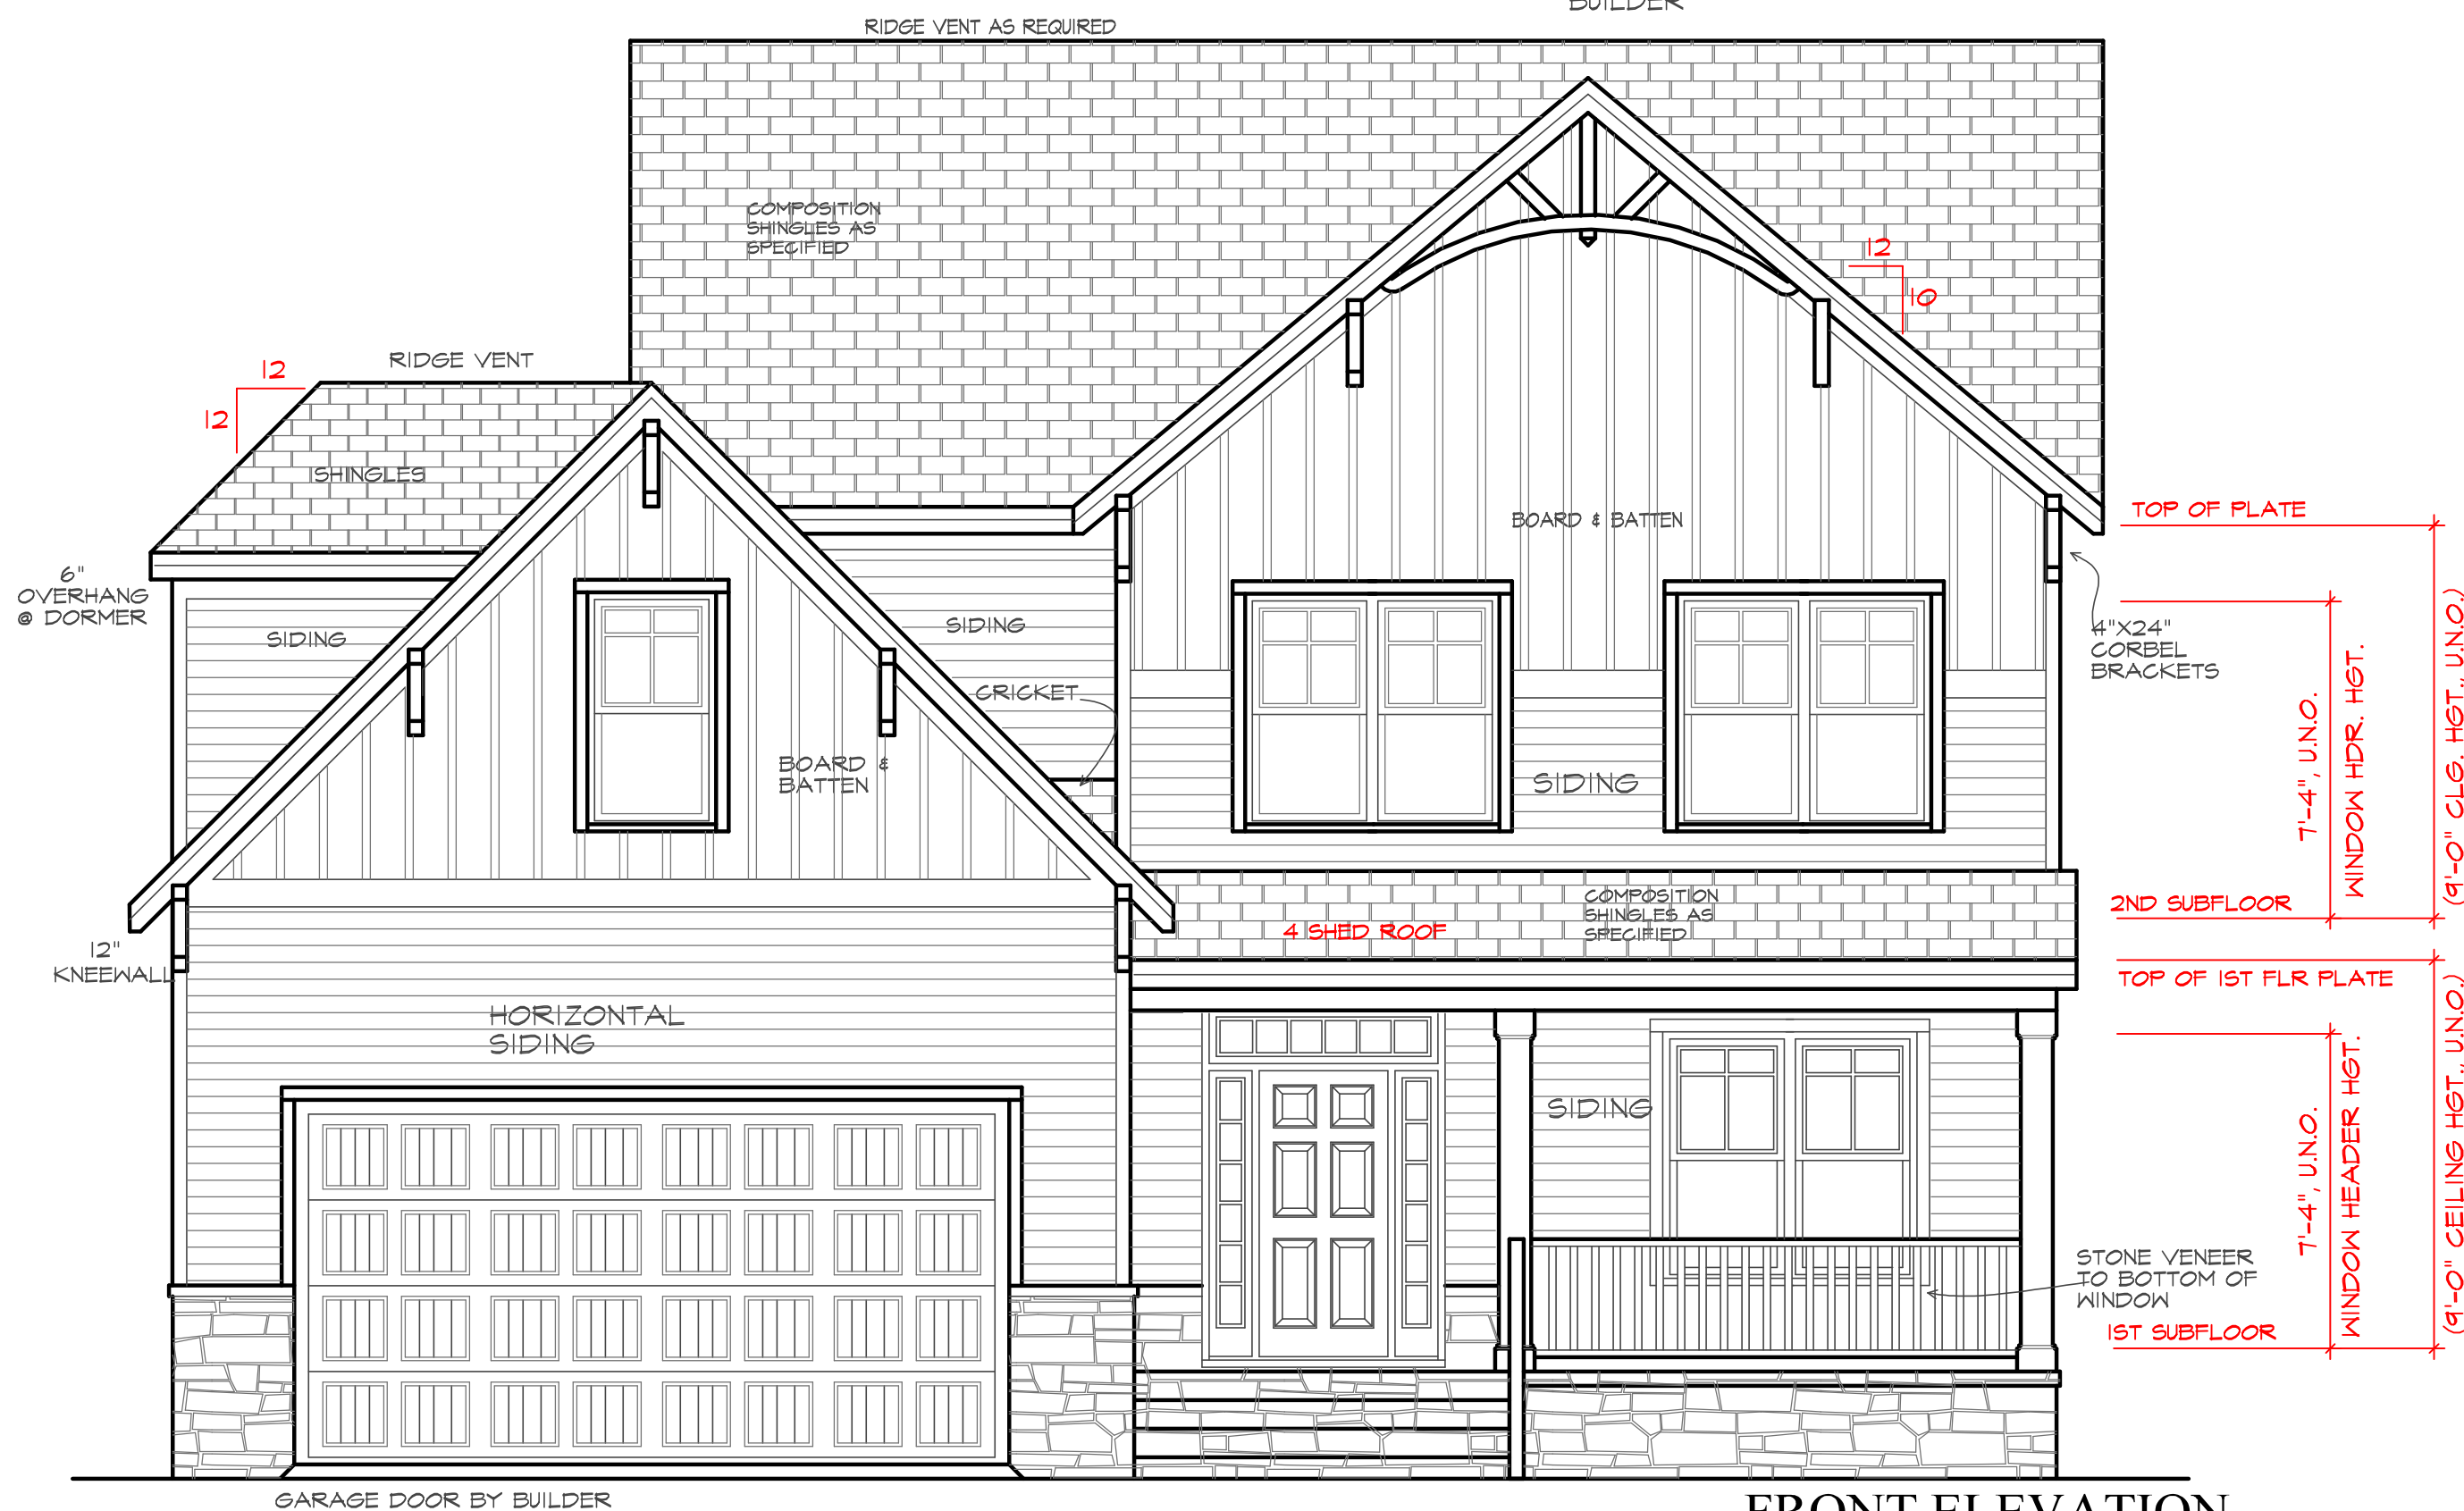 BUILDER
RIDGE VENT AS REQUIRED
COMPOSITION
SHINGLES AS
SPECIFIED
12
10
RIDGE VENT
12
12
SHINGLES
TOP OF PLATE
BOARD & BATTEN
6"
OVERHANG
@ DORMER
SIDING
SIDING
4"X24"
CORBEL
BRACKETS
CRICKET
BOARD &
BATTEN
SIDING
7'-4", U.N.O.
WINDOW HDR. HGT.
(9'-0" CLG. HGT., U.N.O.)
2ND SUBFLOOR
COMPOSITION
SHINGLES AS
SPECIFIED
4 SHED ROOF
12"
KNEEWALL
TOP OF 1ST FLR PLATE
HORIZONTAL
SIDING
SIDING
7'-4", U.N.O.
WINDOW HEADER HGT.
(9'-0" CEILING HGT., U.N.O.)
STONE VENEER
TO BOTTOM OF
WINDOW
1ST SUBFLOOR
GARAGE DOOR BY BUILDER
FRONT ELEVATION